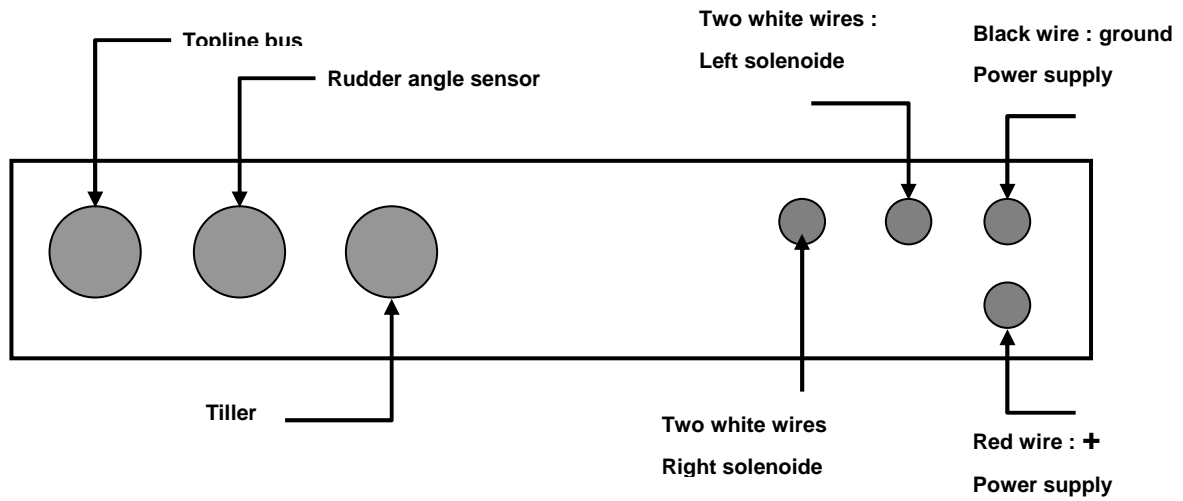 Topline bus
Rudder angle sensor
Two white wires :
Left solenoide
Black wire : ground
Power supply
Tiller
Two white wires
Right solenoide
Red wire : +
Power supply